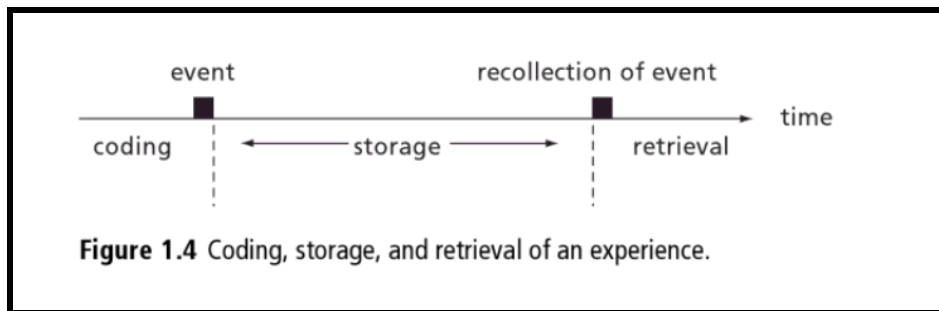 event
recollection of event
time
coding
storage
retrieval
Figure 1.4 Coding, storage, and retrieval of an experience.